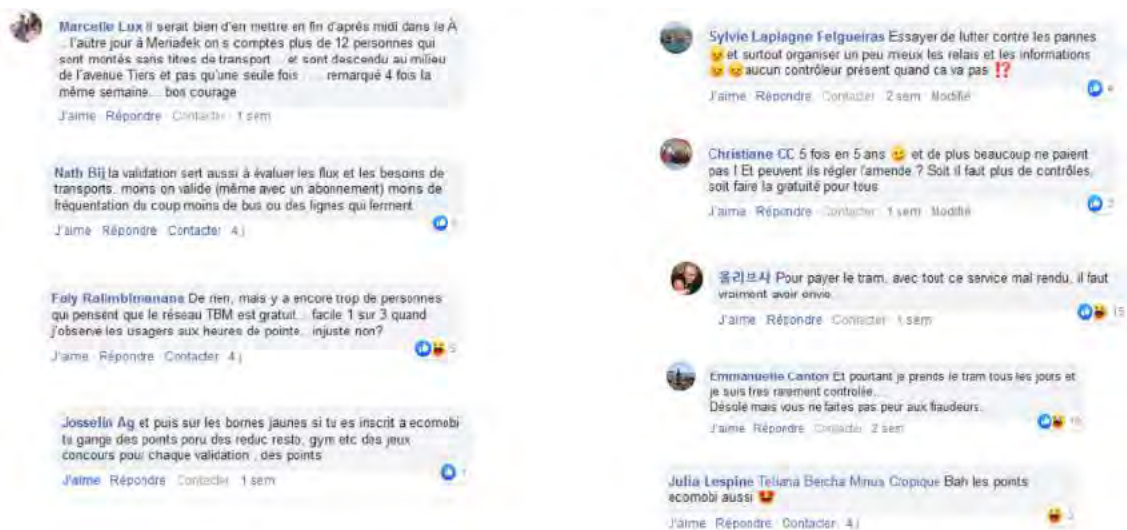 Marcelle Lux Il serait bien d'en mettre en fin d'après midi dans le A
.. l'autre jour à Meriadek on s comptes plus de 12 personnes qui
sont montés sans titres de transport ... et sont descendu au milieu
de l'avenue Tiers et pas qu'une seule fois ..... remarqué 4 fois la
même semaine... bon courage
J'aime Répondre Contacter 1 sem
Nath Bij la validation sert aussi à évaluer les flux et les besoins de
transports. moins on valide (même avec un abonnement) moins de
fréquentation du coup moins de bus ou des lignes qui ferment
J'aime Répondre Contacter 4 j
Faly Ralimbimanana De rien, mais y a encore trop de personnes
qui pensent que le réseau TBM est gratuit... facile 1 sur 3 quand
j'observe les usagers aux heures de pointe.. injuste non?
J'aime Répondre Contacter 4 j
5
Josselin Ag et puis sur les bornes jaunes si tu es inscrit a ecomobi
tu gange des points poru des reduc resto, gym etc des jeux
concours pour chaque validation , des points
J'aime Répondre Contacter 1 sem
1
Sylvie Laplagne Felgueiras Essayer de lutter contre les pannes
😠 et surtout organiser un peu mieux les relais et les informations
😠 😠 aucun contrôleur présent quand ca va pas ⁉️
J'aime Répondre Contacter 2 sem Modifié
Christiane CC 5 fois en 5 ans 😕 et de plus beaucoup ne paient
pas ! Et peuvent ils régler l'amende ? Soit il faut plus de contrôles,
soit faire la gratuité pour tous
J'aime Répondre Contacter 1 sem Modifié
2
올리브사 Pour payer le tram, avec tout ce service mal rendu, il faut
vraiment avoir envie
J'aime Répondre Contacter 1 sem
15
Emmanuelle Canton Et pourtant je prends le tram tous les jours et
je suis tres rarement controlée...
Désolé mais vous ne faites pas peur aux fraudeurs.
J'aime Répondre Contacter 2 sem
Julia Lespine Teliana Bercha Minus Cropique Bah les points
ecomobi aussi 😍
J'aime Répondre Contacter 4 j